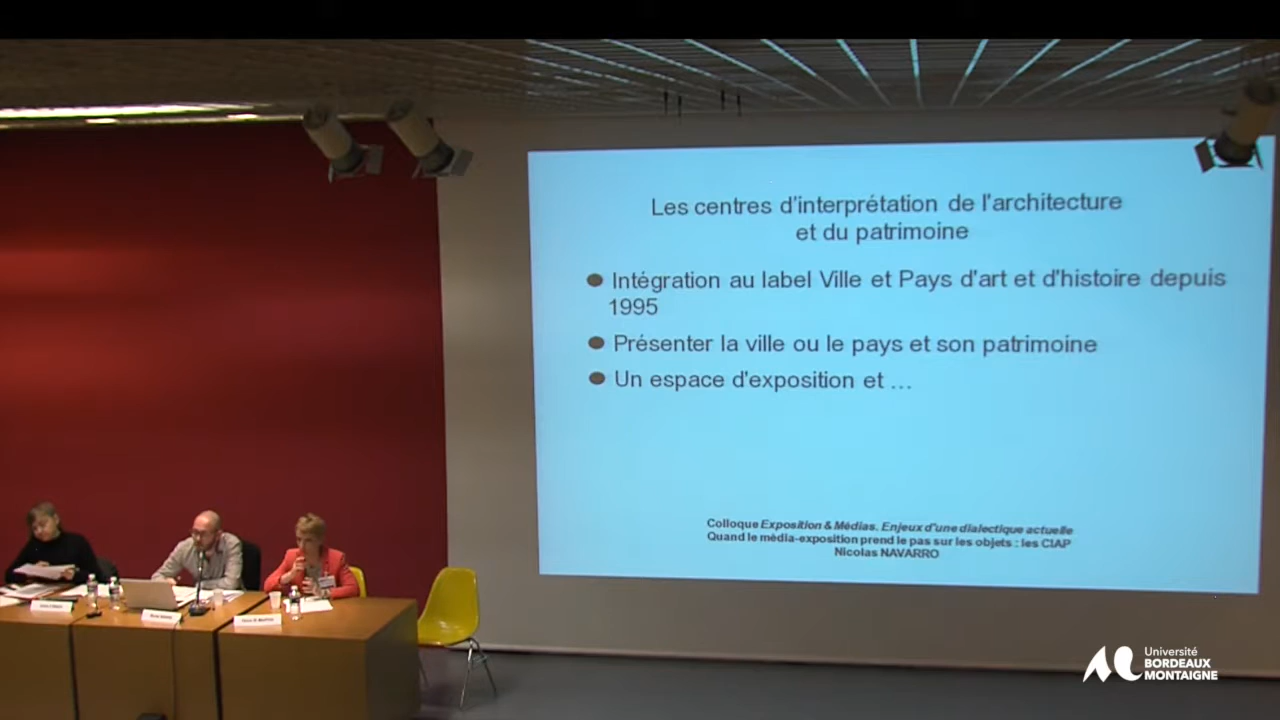 Les centres d'interprétation de l'architecture
et du patrimoine
Intégration au label Ville et Pays d'art et d'histoire depuis
1995
Présenter la ville ou le pays et son patrimoine
Un espace d'exposition et ...
Colloque Exposition & Médias. Enjeux d'une dialectique actuelle
Quand le média-exposition prend le pas sur les objets : les CIAP
Nicolas NAVARRO
Université
BORDEAUX
MONTAIGNE